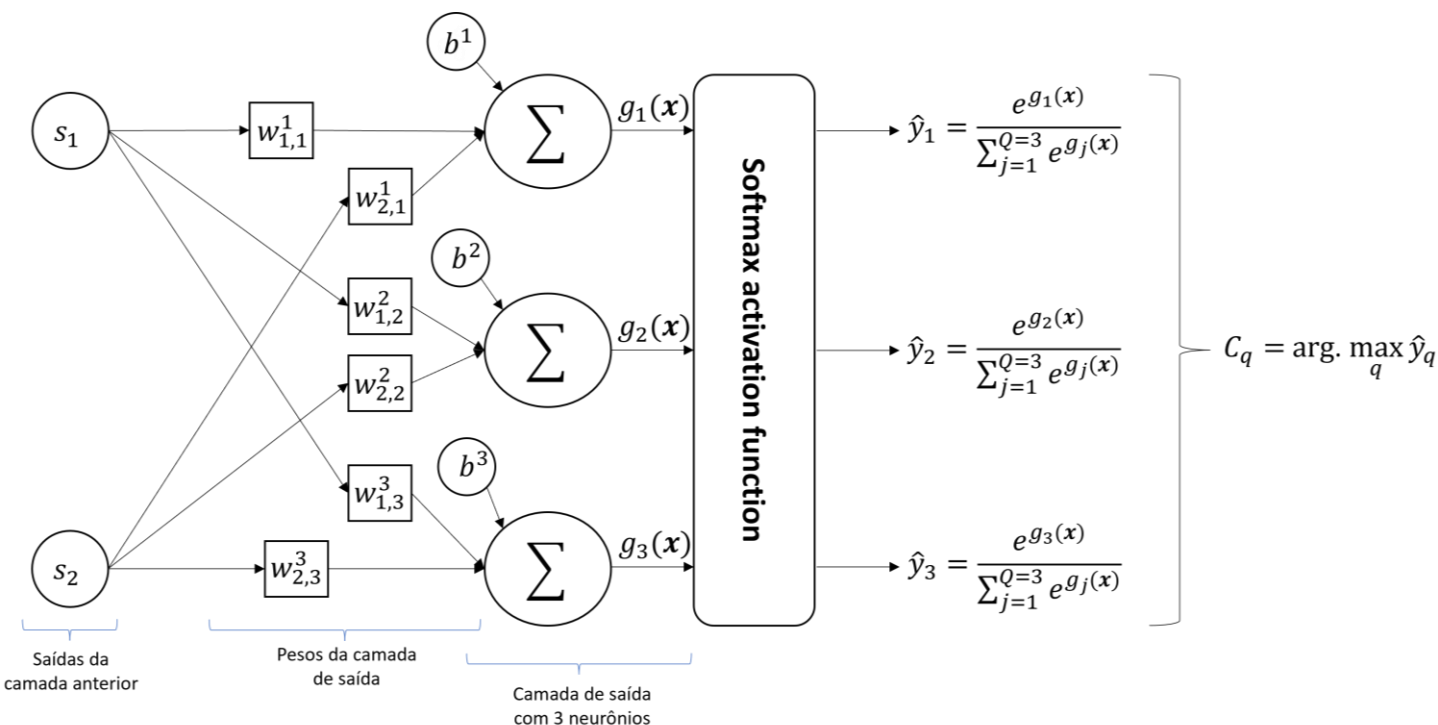 b¹
s₁
w¹₁,₁
∑
g₁(𝒙)
ŷ₁ = e^{g₁(𝒙)} / ∑_{j=1}^{Q=3} e^{g_j(𝒙)}
w¹₂,₁
b²
w²₁,₂
∑
g₂(𝒙)
ŷ₂ = e^{g₂(𝒙)} / ∑_{j=1}^{Q=3} e^{g_j(𝒙)}
w²₂,₂
Softmax activation function
C_q = arg. max_q ŷ_q
b³
w³₁,₃
s₂
w³₂,₃
∑
g₃(𝒙)
ŷ₃ = e^{g₃(𝒙)} / ∑_{j=1}^{Q=3} e^{g_j(𝒙)}
Saídas da
camada anterior
Pesos da camada
de saída
Camada de saída
com 3 neurônios